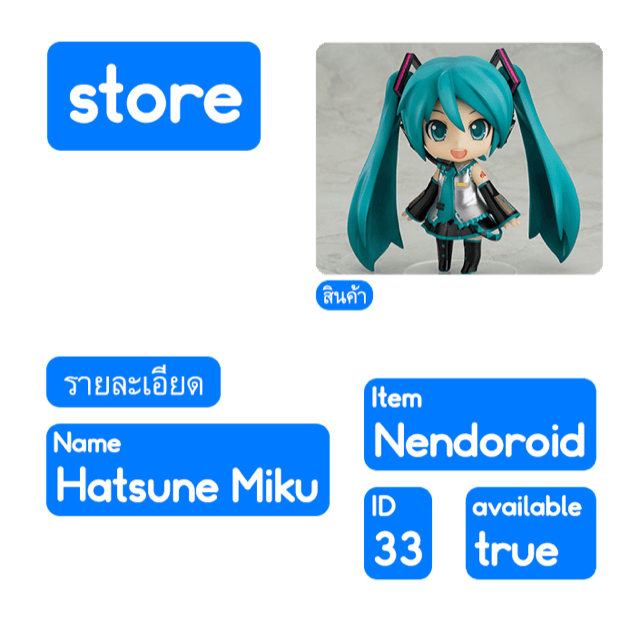 store
สินค้า
รายละเอียด
Name
Hatsune Miku
Item
Nendoroid
ID
33
available
true